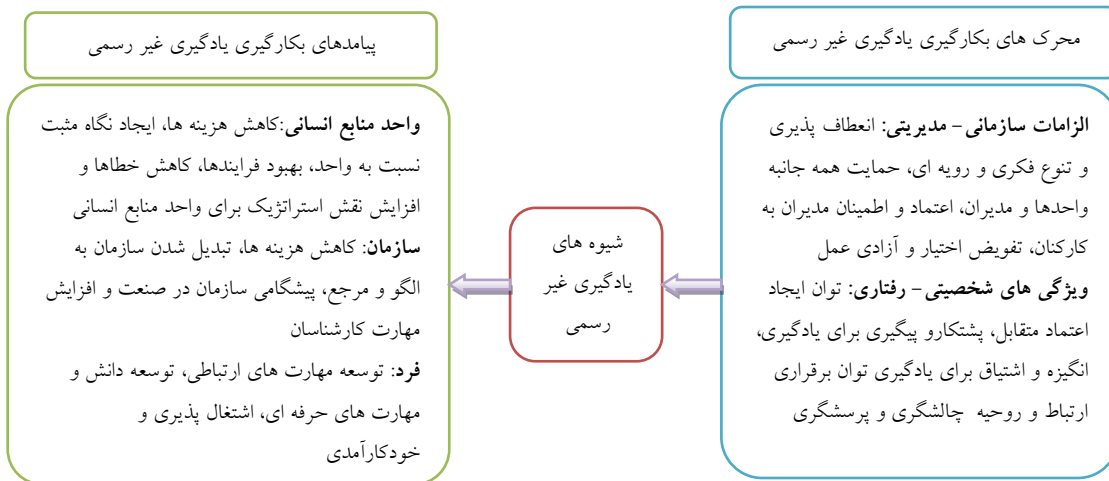 محرک های بکارگیری یادگیری غیر رسمی
الزامات سازمانی – مدیریتی: انعطاف پذیری
و تنوع فکری و رویه ای، حمایت همه جانبه
واحدها و مدیران، اعتماد و اطمینان مدیران به
کارکنان، تفویض اختیار و آزادی عمل
ویژگی های شخصیتی – رفتاری: توان ایجاد
اعتماد متقابل، پشتکارو پیگیری برای یادگیری،
انگیزه و اشتیاق برای یادگیری توان برقراری
ارتباط و روحیه چالشگری و پرسشگری
شیوه های
یادگیری غیر
رسمی
پیامدهای بکارگیری یادگیری غیر رسمی
واحد منابع انسانی:کاهش هزینه ها، ایجاد نگاه مثبت
نسبت به واحد، بهبود فرایندها، کاهش خطاها و
افزایش نقش استراتژیک برای واحد منابع انسانی
سازمان: کاهش هزینه ها، تبدیل شدن سازمان به
الگو و مرجع، پیشگامی سازمان در صنعت و افزایش
مهارت کارشناسان
فرد: توسعه مهارت های ارتباطی، توسعه دانش و
مهارت های حرفه ای، اشتغال پذیری و
خودکارآمدی